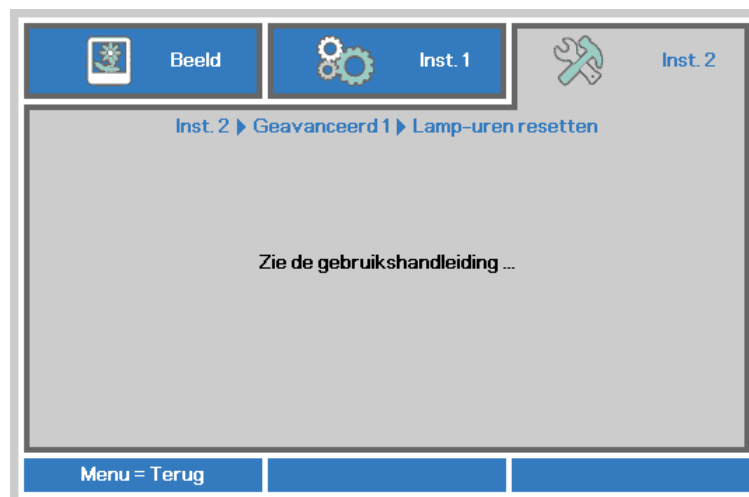 Beeld
Inst. 1
Inst. 2
Inst. 2 ▶ Geavanceerd 1 ▶ Lamp-uren resetten
Zie de gebruikshandleiding ...
Menu = Terug